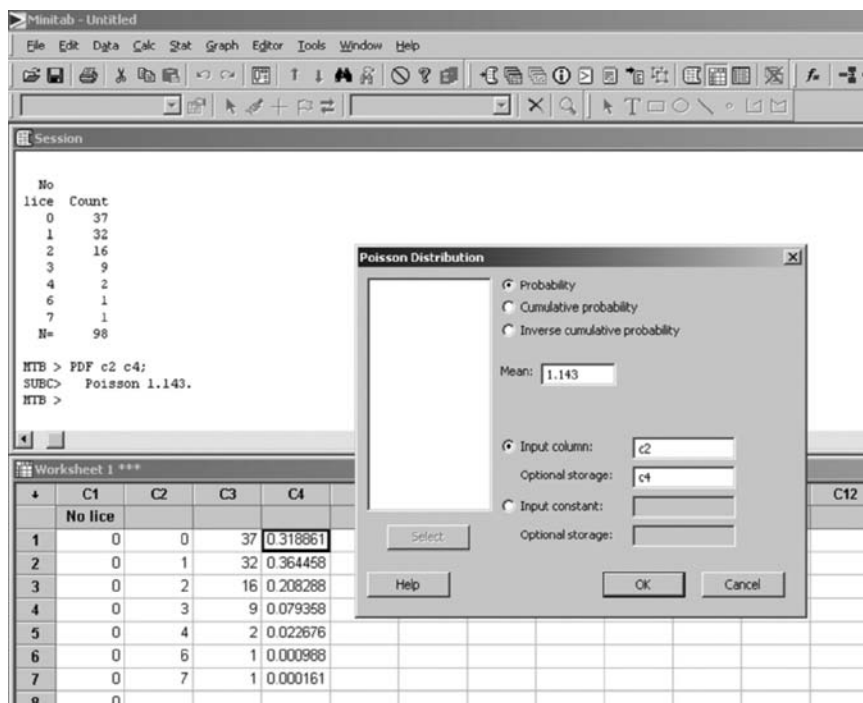 Minitab - Untitled
File Edit Data Calc Stat Graph Editor Tools Window Help
Session
No
lice Count
0 37
1 32
2 16
3 9
4 2
6 1
7 1
N= 98
MTB > PDF c2 c4;
SUBC> Poisson 1.143.
MTB >
Poisson Distribution
Probability
Cumulative probability
Inverse cumulative probability
Mean: 1.143
Input column: c2
Optional storage: c4
Input constant:
Optional storage:
Select
Help OK Cancel
Worksheet 1 ***
C1 C2 C3 C4 C12
No lice
1 0 0 37 0.318861
2 0 1 32 0.364458
3 0 2 16 0.208288
4 0 3 9 0.079358
5 0 4 2 0.022676
6 0 6 1 0.000988
7 0 7 1 0.000161
8 0